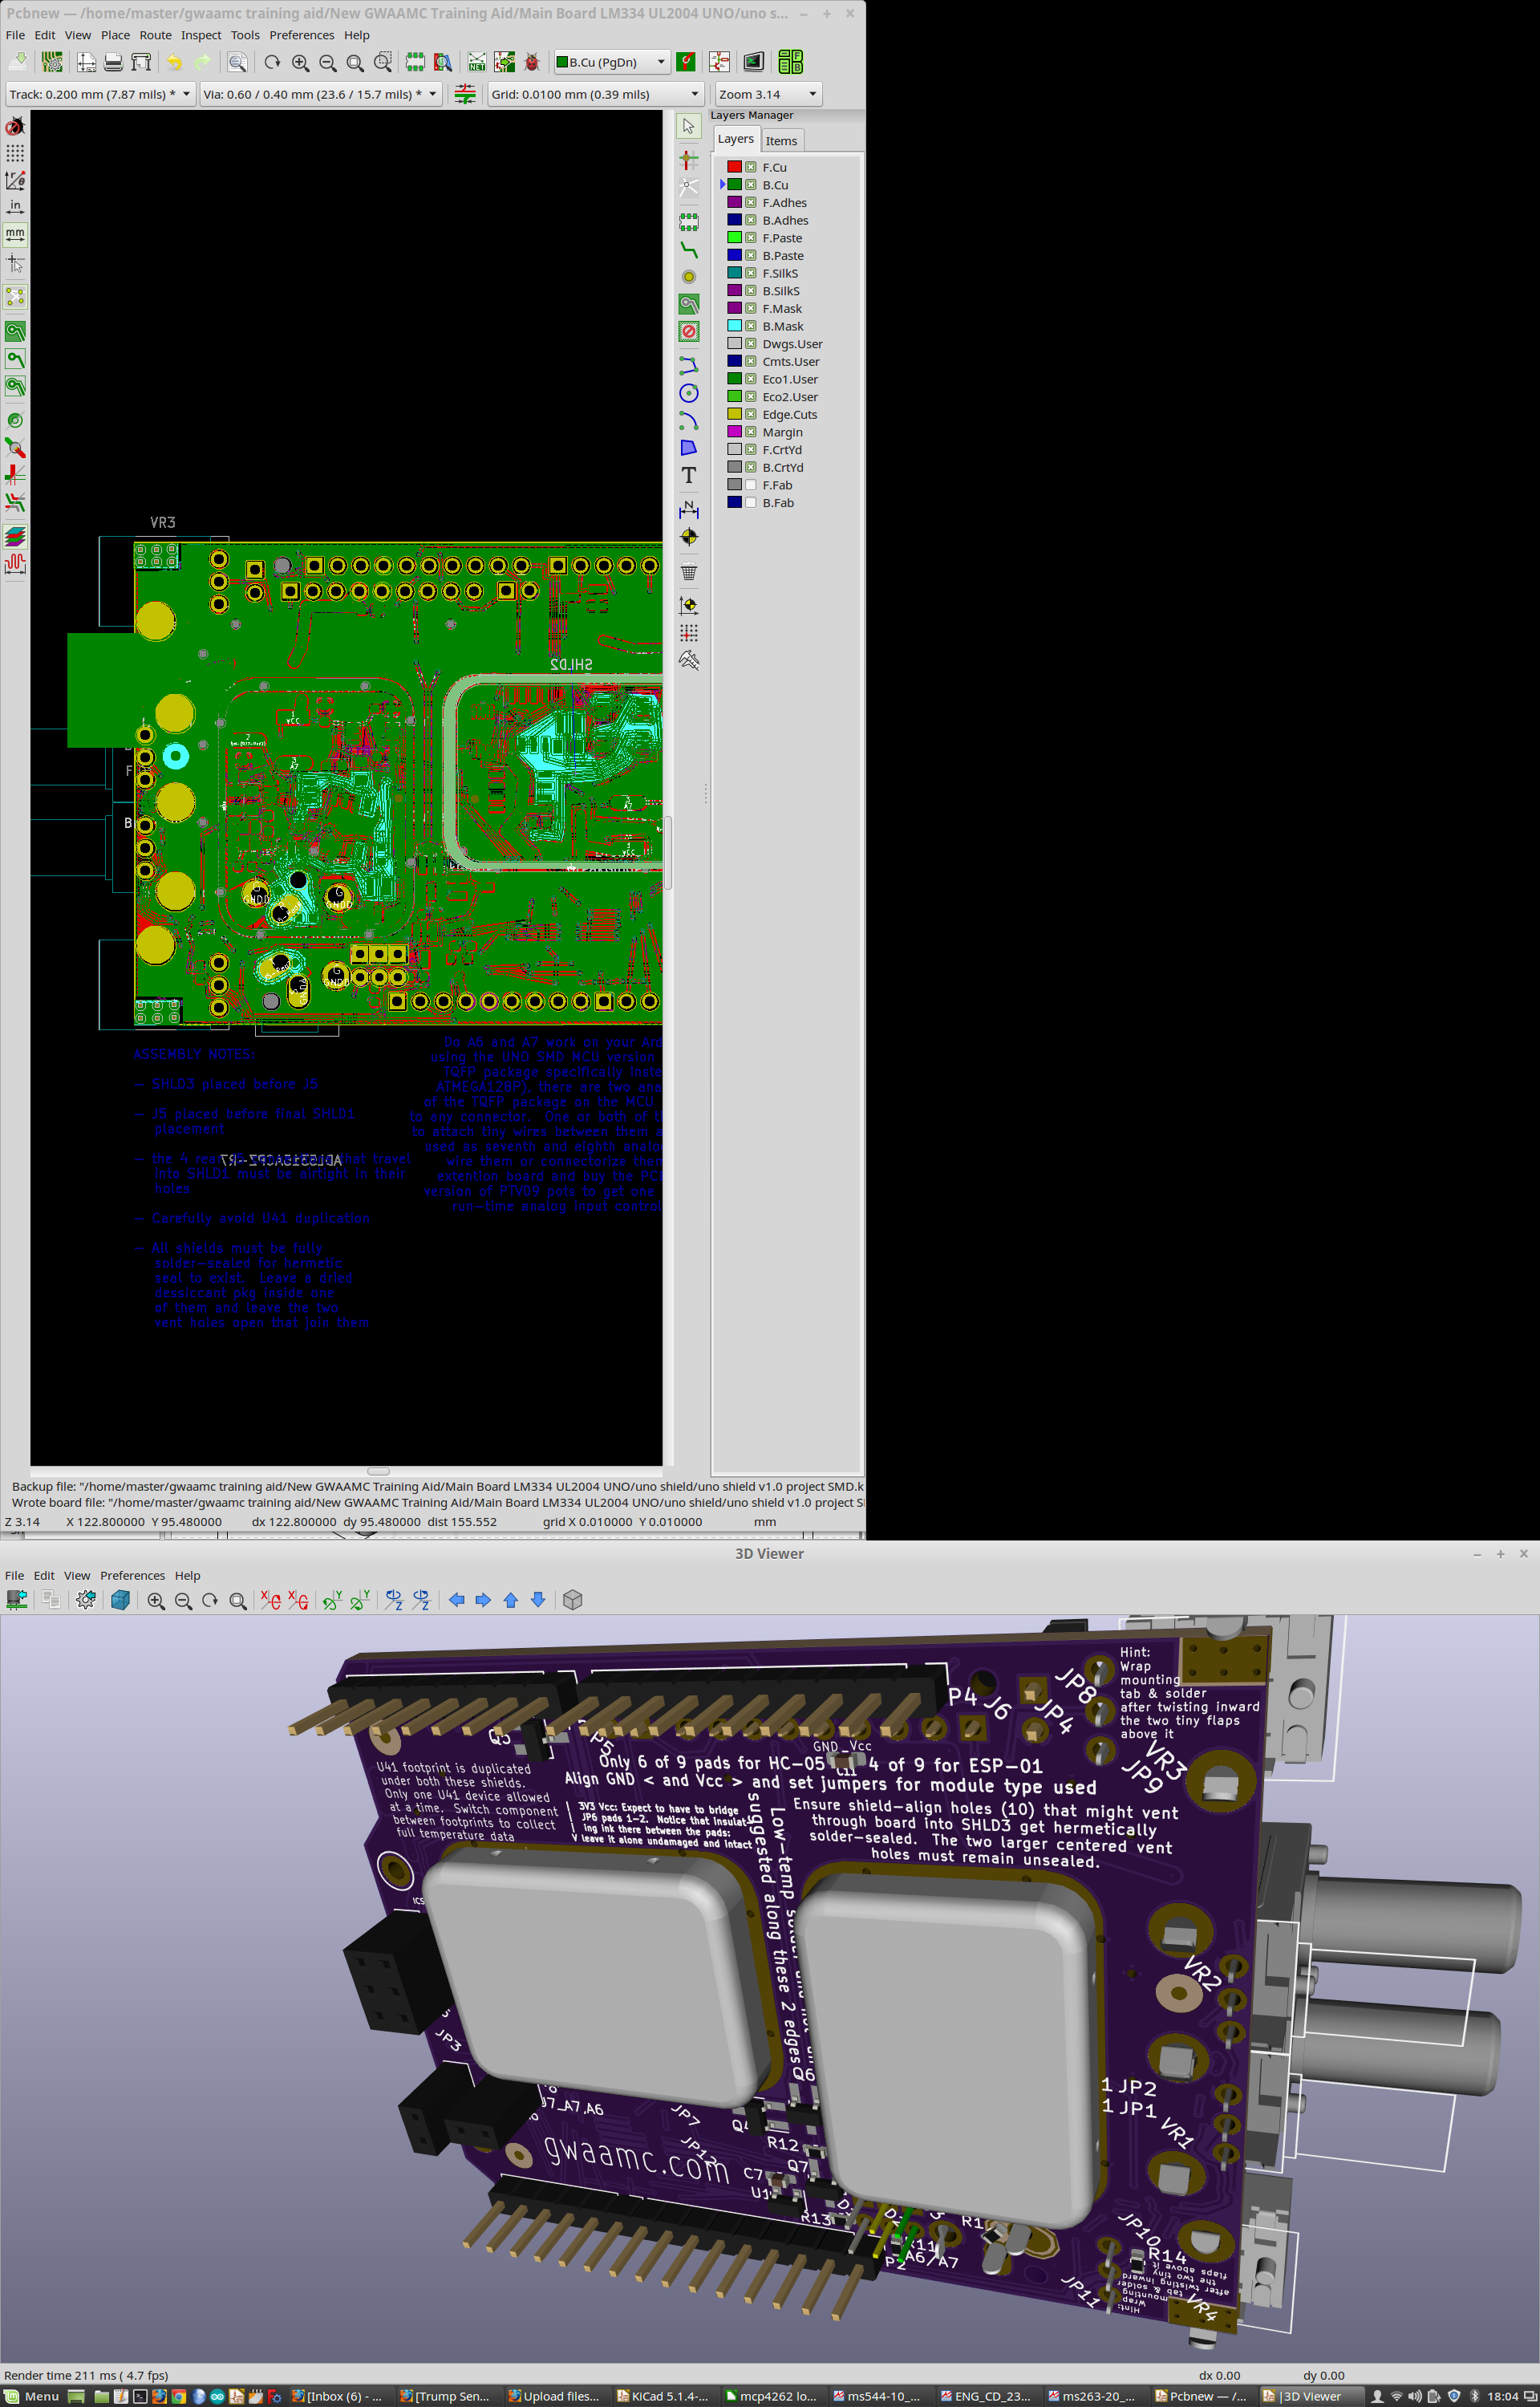 Pcbnew — /home/master/gwaamc training aid/New GWAAMC Training Aid/Main Board LM334 UL2004 UNO/uno s...
File Edit View Place Route Inspect Tools Preferences Help
B.Cu (PgDn)
Track: 0.200 mm (7.87 mils) *
Via: 0.60 / 0.40 mm (23.6 / 15.7 mils) *
Grid: 0.0100 mm (0.39 mils)
Zoom 3.14
Layers Manager
Layers Items
F.Cu
B.Cu
F.Adhes
B.Adhes
F.Paste
B.Paste
F.SilkS
B.SilkS
F.Mask
B.Mask
Dwgs.User
Cmts.User
Eco1.User
Eco2.User
Edge.Cuts
Margin
F.CrtYd
B.CrtYd
F.Fab
B.Fab
in
mm
VR3
SHLD2
F
B
ASSEMBLY NOTES:
— SHLD3 placed before J5
— J5 placed before final SHLD1
placement
— the 4 rear that travel
into SHLD1 must be airtight in their
holes
— Carefully avoid U41 duplication
— All shields must be fully
solder—sealed for hermetic
seal to exist. Leave a dried
dessiccant pkg inside one
of them and leave the two
vent holes open that join them
Do A6 and A7 work on your Ar
using the UNO SMD MCU version
TQFP package specifically inste
ATMEGA128P), there are two ana
of the TQFP package on the MCU
to any connector. One or both of t
to attach tiny wires between them a
used as seventh and eighth analo
wire them or connectorize them
extention board and buy the PC
version of PTV09 pots to get one
run—time analog input control
Backup file: "/home/master/gwaamc training aid/New GWAAMC Training Aid/Main Board LM334 UL2004 UNO/uno shield/uno shield v1.0 project SMD.k
Wrote board file: "/home/master/gwaamc training aid/New GWAAMC Training Aid/Main Board LM334 UL2004 UNO/uno shield/uno shield v1.0 project S
Z 3.14 X 122.800000 Y 95.480000 dx 122.800000 dy 95.480000 dist 155.552 grid X 0.010000 Y 0.010000 mm
3D Viewer
File Edit View Preferences Help
Hint:
Wrap
mounting
tab & solder
after twisting inward
the two tiny flaps
above it
P4 J6 JP4 JP8
JP9 VR3
Q5 P5
GND Vcc
C11
Only 6 of 9 pads for HC-05 4 of 9 for ESP-01
Align GND < and Vcc > and set jumpers for module type used
U41 footprint is duplicated
under both these shields.
Only one U41 device allowed
at a time. Switch component
between footprints to collect
full temperature data
3V3 Vcc: Expect to have to bridge
JP6 pads 1-2. Notice that insulat-
ing ink there between the pads:
leave it alone undamaged and intact
Ensure shield-align holes (10) that might vent
through board into SHLD3 get hermetically
solder-sealed. The two larger centered vent
holes must remain unsealed.
Low-temp
suggested along these 2 edges
ICS
VR2
JP3
Q6
1 JP2
1 JP1
VR1
J7_A7,A6
JP7
JP12
gwaamc.com
R12
Q7
C7
R13
R11
A6/A7
P2
JP10
R14
JP11
VR4
Hint:
Wrap
mounting
tab & solder
after twisting inward
the two tiny flaps
above it
Render time 211 ms ( 4.7 fps)
dx 0.00 dy 0.00
Menu [Inbox (6) - ... [Trump Sen... Upload files... KiCad 5.1.4-... mcp4262 lo... ms544-10_... ENG_CD_23... ms263-20_... Pcbnew — /... |3D Viewer 18:04